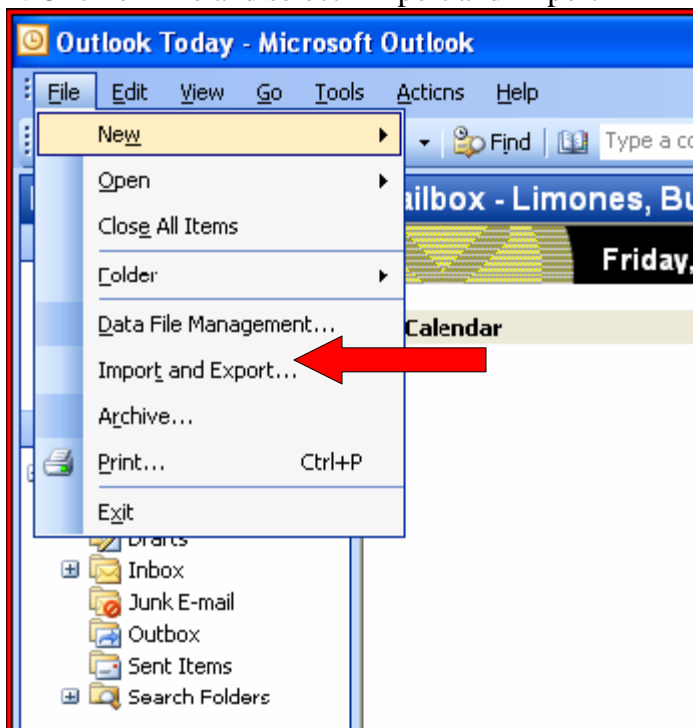 Outlook Today - Microsoft Outlook
File Edit View Go Tools Actions Help
New
Find Type a co
Open
ailbox - Limones, Bu
Close All Items
Friday,
Folder
Data File Management...
Calendar
Import and Export...
Archive...
Print... Ctrl+P
Exit
Drafts
Inbox
Junk E-mail
Outbox
Sent Items
Search Folders